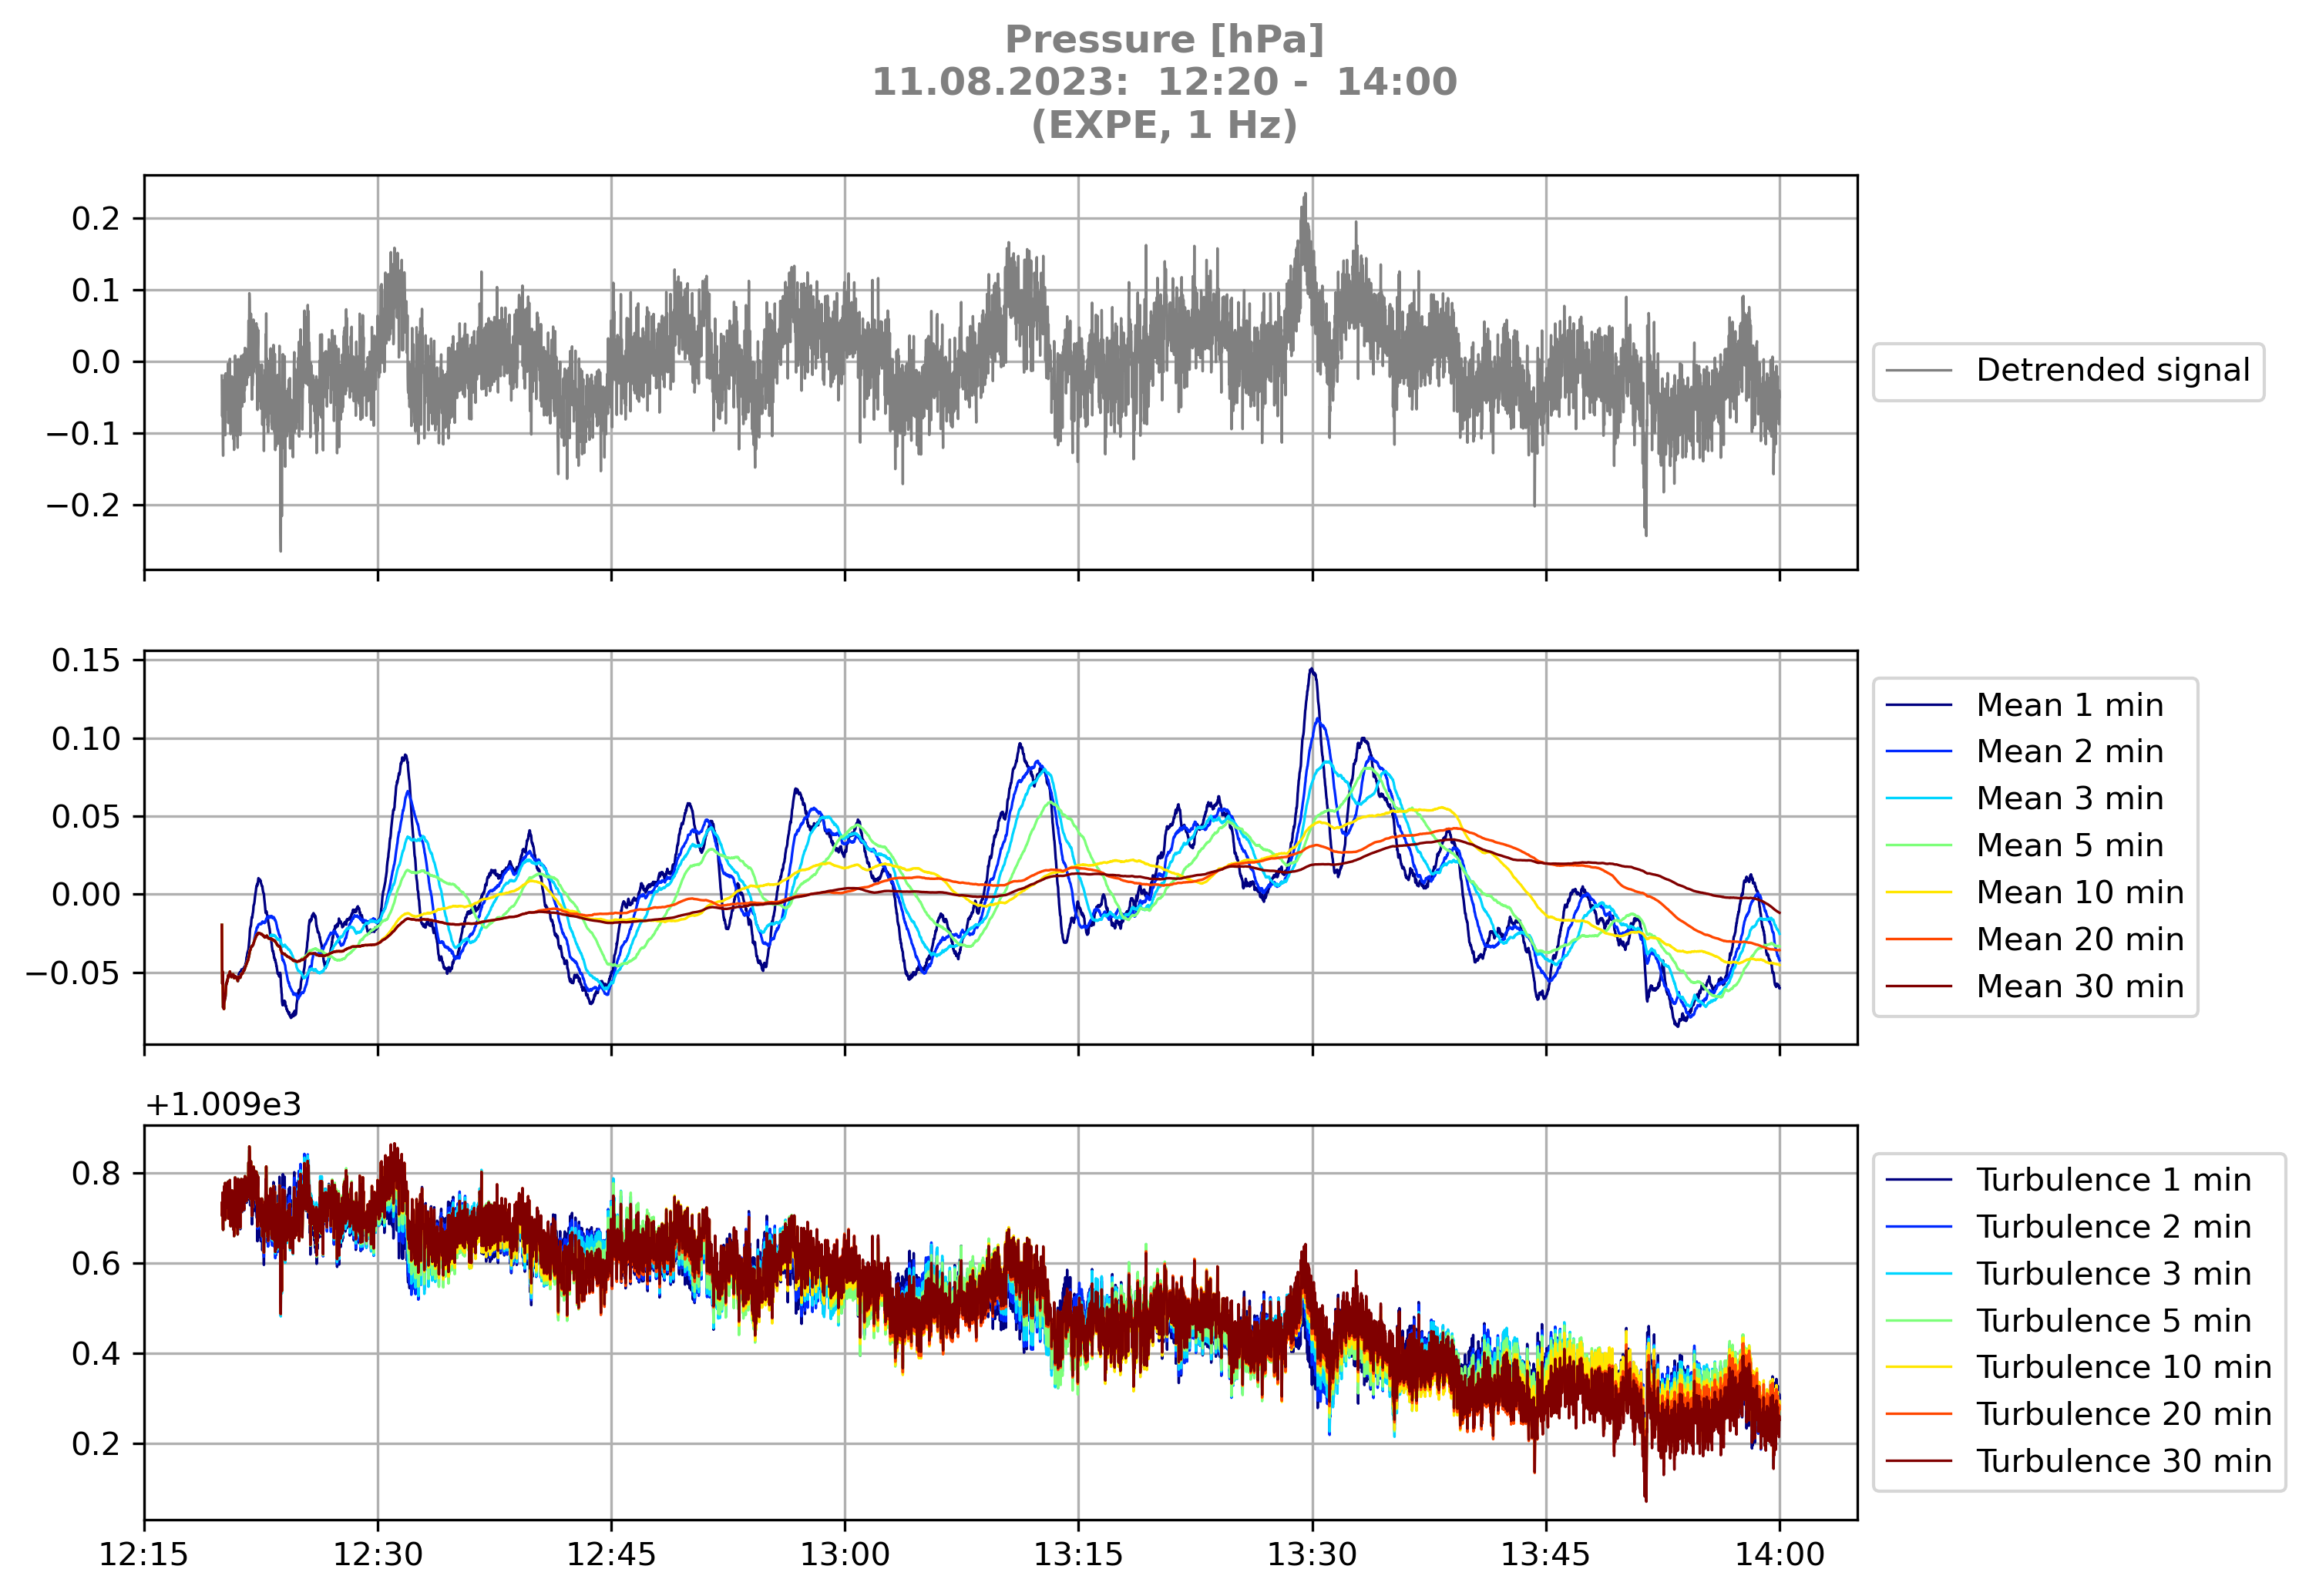 Pressure [hPa]
11.08.2023:  12:20 -  14:00
(EXPE, 1 Hz)
0.2
0.1
0.0
−0.1
−0.2
Detrended signal
0.15
0.10
0.05
0.00
−0.05
Mean 1 min
Mean 2 min
Mean 3 min
Mean 5 min
Mean 10 min
Mean 20 min
Mean 30 min
+1.009e3
0.8
0.6
0.4
0.2
Turbulence 1 min
Turbulence 2 min
Turbulence 3 min
Turbulence 5 min
Turbulence 10 min
Turbulence 20 min
Turbulence 30 min
12:15 12:30 12:45 13:00 13:15 13:30 13:45 14:00